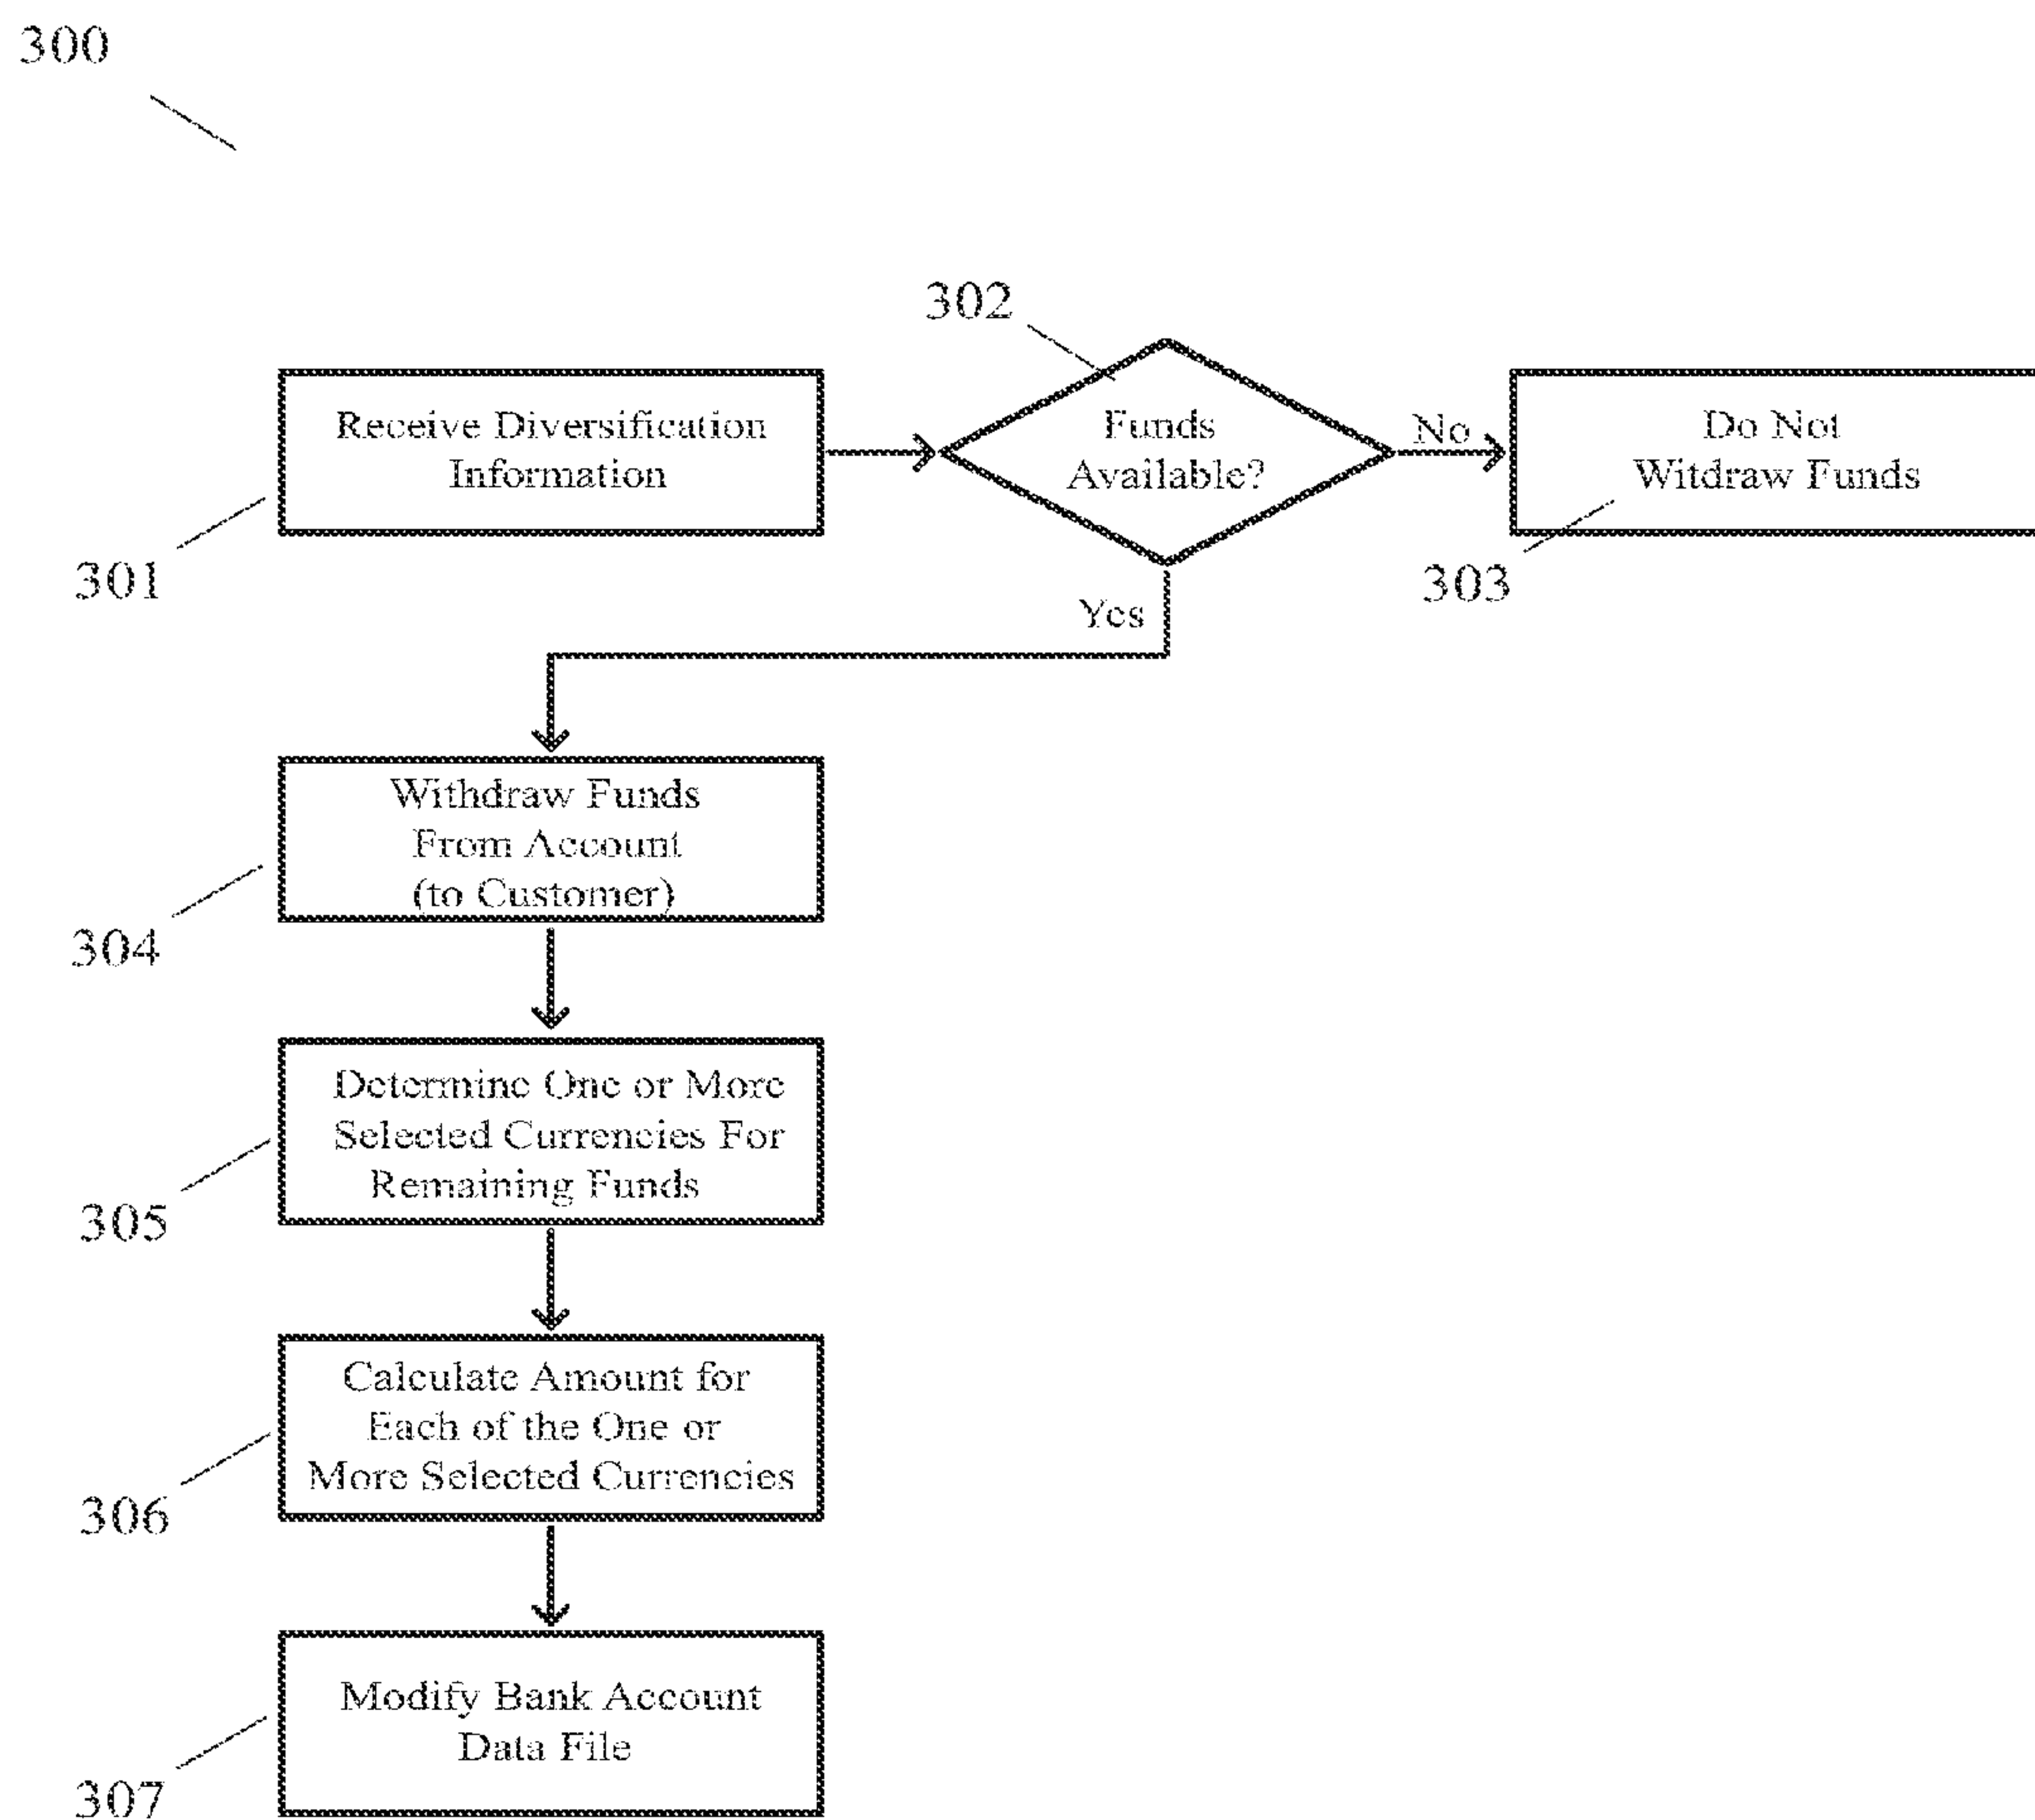 300
302
Receive Diversification
Information
Funds
Available?
No
Do Not
Witdraw Funds
301
303
Yes
Withdraw Funds
From Account
(to Customer)
304
Determine One or More
Selected Currencies For
Remaining Funds
305
Calculate Amount for
Each of the One or
More Selected Currencies
306
Modify Bank Account
Data File
307